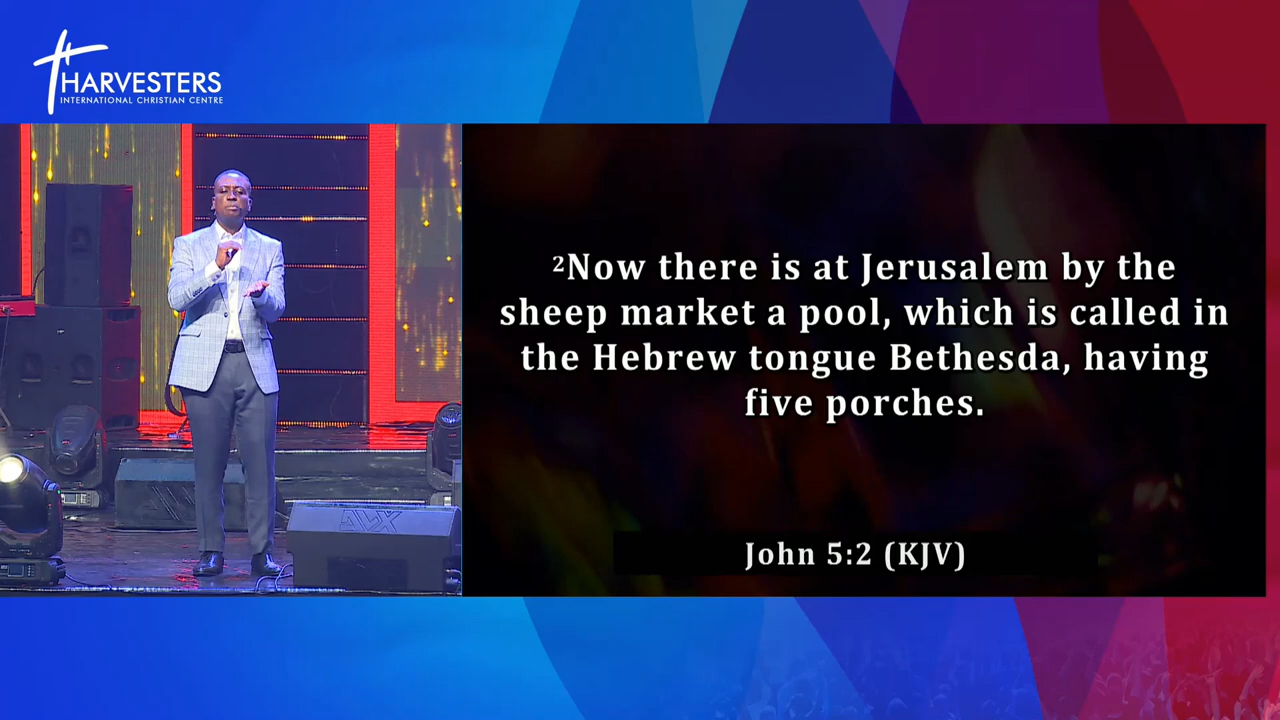 HARVESTERS
INTERNATIONAL CHRISTIAN CENTRE
²Now there is at Jerusalem by the
sheep market a pool, which is called in
the Hebrew tongue Bethesda, having
five porches.
John 5:2 (KJV)